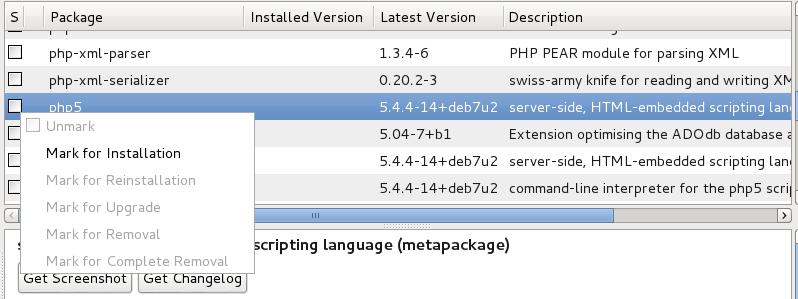 S Package Installed Version Latest Version Description
php-xml-parser 1.3.4-6 PHP PEAR module for parsing XML
php-xml-serializer 0.20.2-3 swiss-army knife for reading and writing XM
php5 5.4.4-14+deb7u2 server-side, HTML-embedded scripting lang
Unmark 5.04-7+b1 Extension optimising the ADOdb database a
Mark for Installation 5.4.4-14+deb7u2 server-side, HTML-embedded scripting lang
Mark for Reinstallation 5.4.4-14+deb7u2 command-line interpreter for the php5 scrip
Mark for Upgrade
Mark for Removal
scripting language (metapackage)
Mark for Complete Removal
Get Screenshot Get Changelog